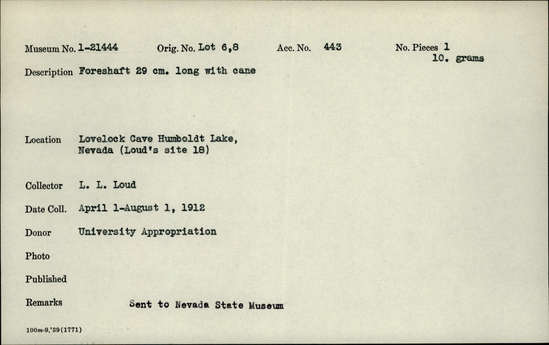 Museum No. 1-21444 Orig. No. Lot 6,8 Acc. No. 443 No. Pieces 1
10. grams
Description Foreshaft 29 cm. long with cane
Location Lovelock Cave Humboldt Lake,
Nevada (Loud's site 18)
Collector L. L. Loud
Date Coll. April 1-August 1, 1912
Donor University Appropriation
Photo
Published
Remarks Sent to Nevada State Museum
100m-9,'59(1771)